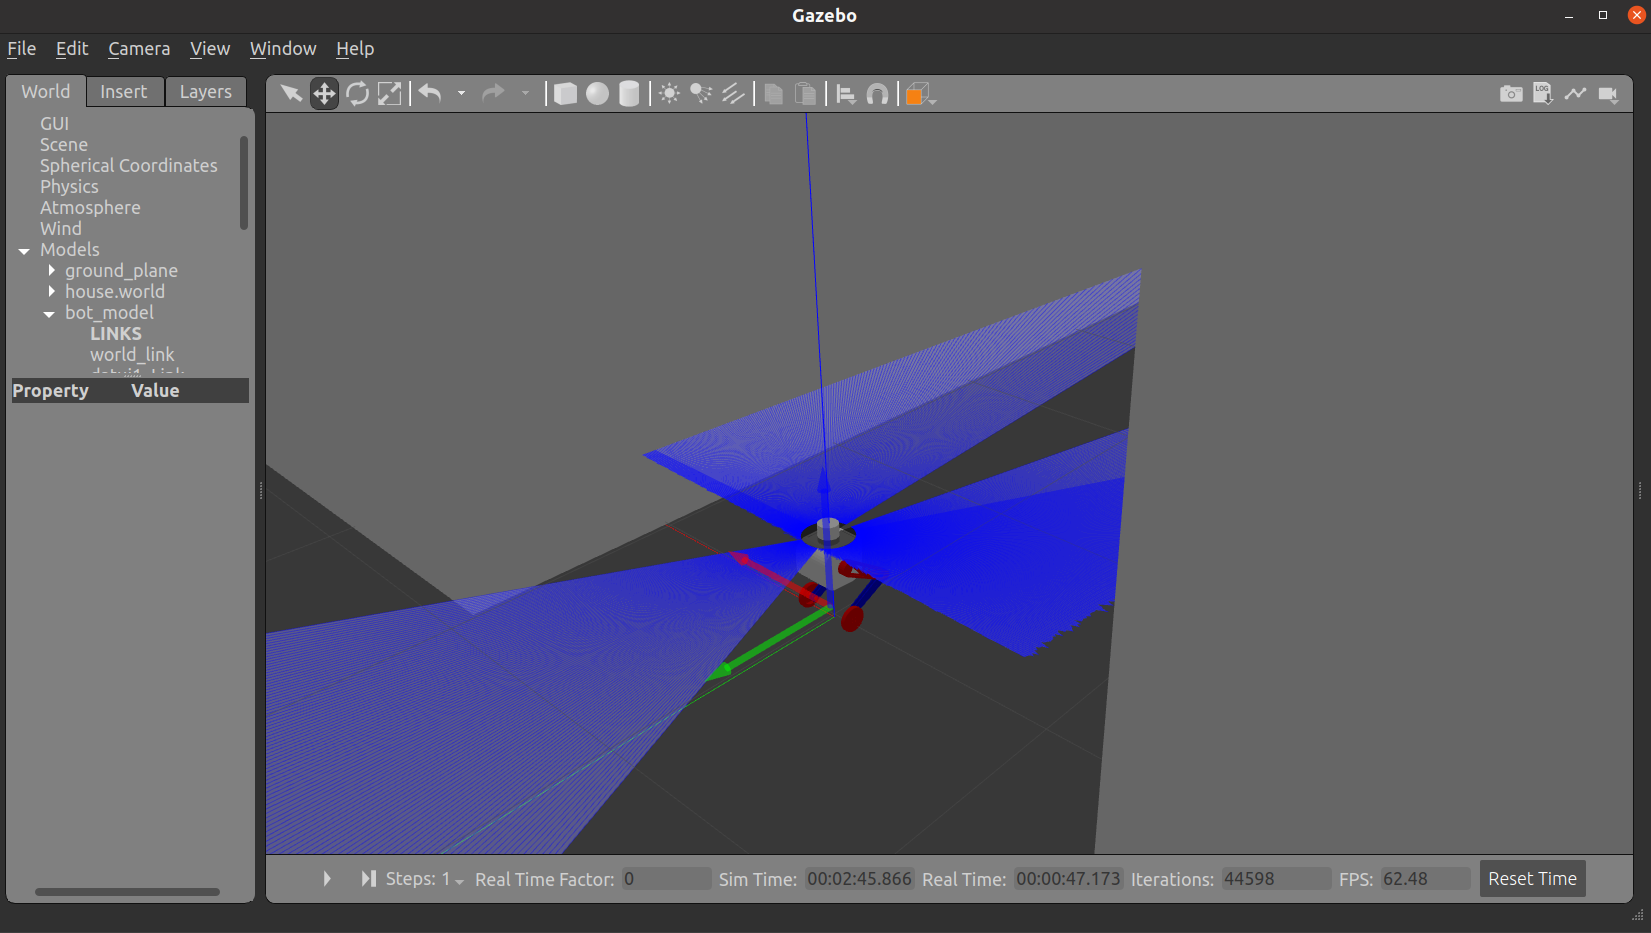 Gazebo
File Edit Camera View Window Help
World Insert Layers
LOG
GUI
Scene
Spherical Coordinates
Physics
Atmosphere
Wind
Models
ground_plane
house.world
bot_model
LINKS
world_link
Property Value
Steps: 1 Real Time Factor: 0 Sim Time: 00:02:45.866 Real Time: 00:00:47.173 Iterations: 44598 FPS: 62.48 Reset Time